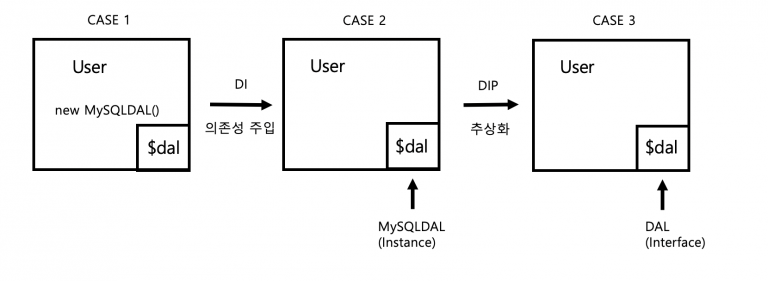 CASE 1
User
new MySQLDAL()
$dal
DI
의존성 주입
CASE 2
User
$dal
MySQLDAL
(Instance)
DIP
추상화
CASE 3
User
$dal
DAL
(Interface)